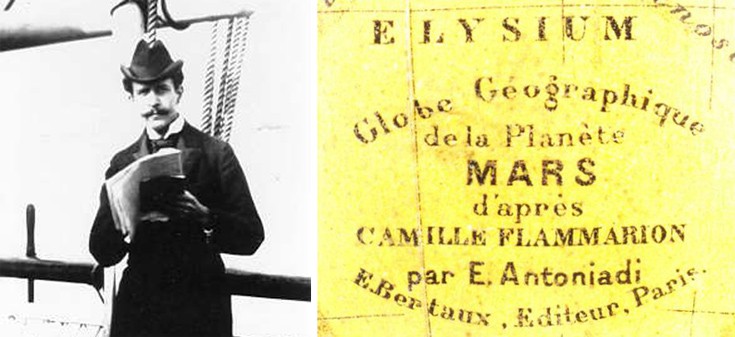 ELYSIUM
Globe Géographique
de la Planète
MARS
d'après
CAMILLE FLAMMARION
par E. Antoniadi
E. Bertaux, Editeur, Paris.